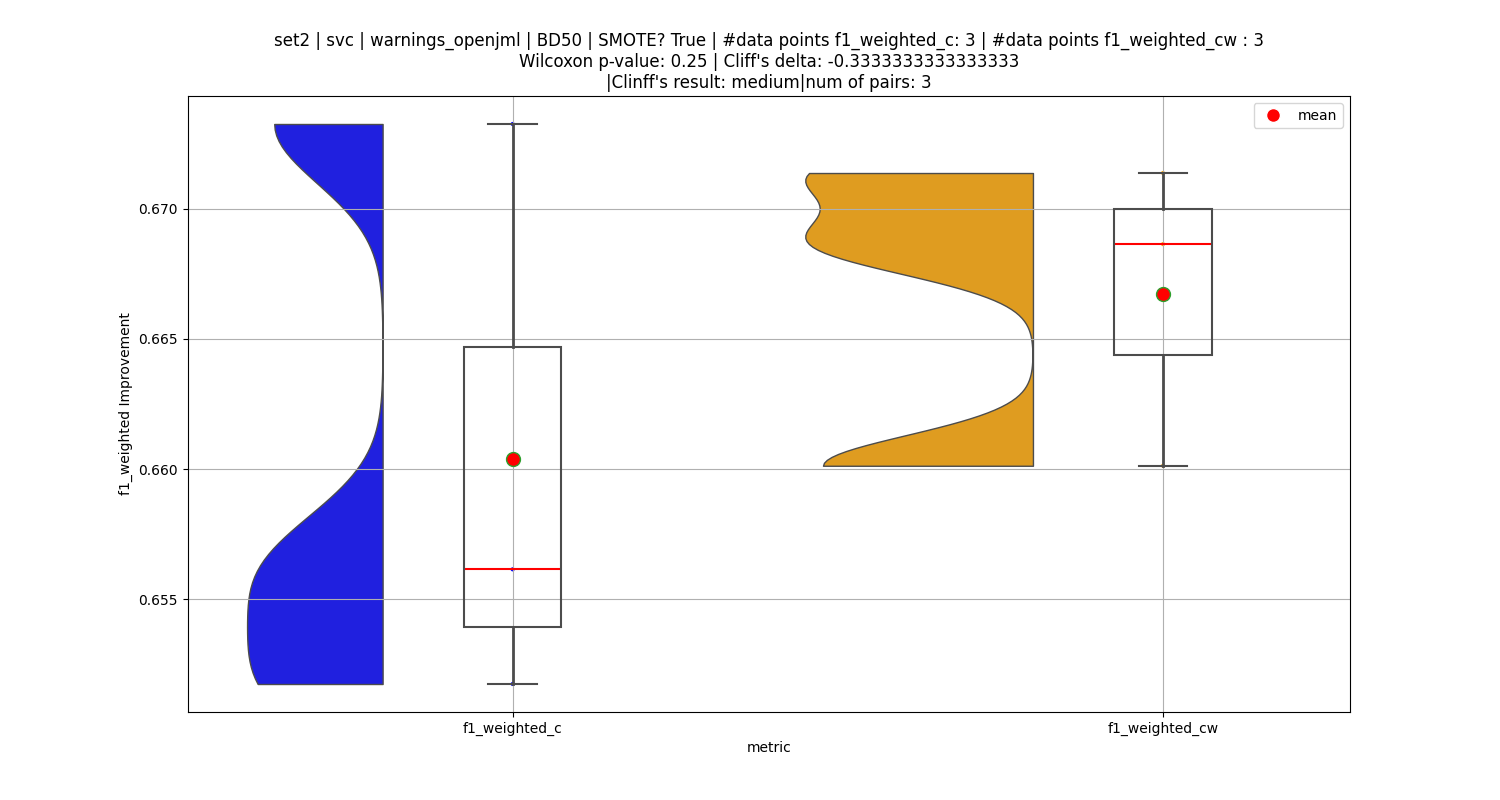 set2 | svc | warnings_openjml | BD50 | SMOTE? True | #data points f1_weighted_c: 3 | #data points f1_weighted_cw : 3
Wilcoxon p-value: 0.25 | Cliff's delta: -0.3333333333333333
|Clinff's result: medium|num of pairs: 3
mean
0.670
0.665
0.660
0.655
f1_weighted Improvement
f1_weighted_c
f1_weighted_cw
metric